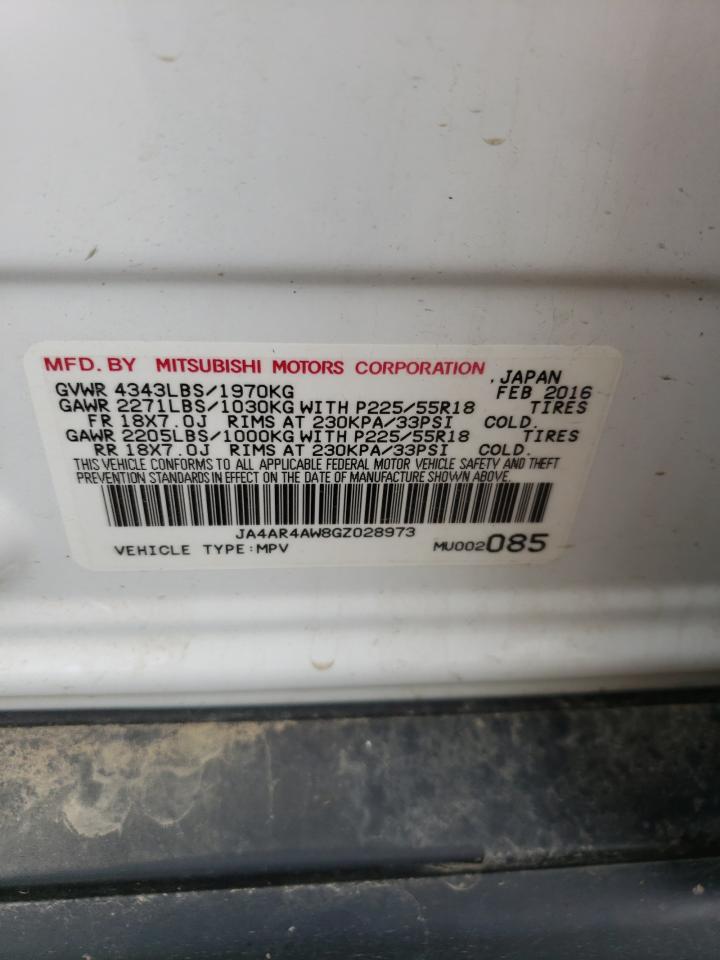 MFD. BY MITSUBISHI MOTORS CORPORATION , JAPAN
GVWR 4343LBS/1970KG FEB 2016
GAWR 2271LBS/1030KG WITH P225/55R18 TIRES
FR 18X7.0J RIMS AT 230KPA/33PSI COLD.
GAWR 2205LBS/1000KG WITH P225/55R18 TIRES
RR 18X7.0J RIMS AT 230KPA/33PSI COLD.
THIS VEHICLE CONFORMS TO ALL APPLICABLE FEDERAL MOTOR VEHICLE SAFETY AND THEFT
PREVENTION STANDARDS IN EFFECT ON THE DATE OF MANUFACTURE SHOWN ABOVE.
JA4AR4AW8GZ028973
VEHICLE TYPE:MPV MU002085